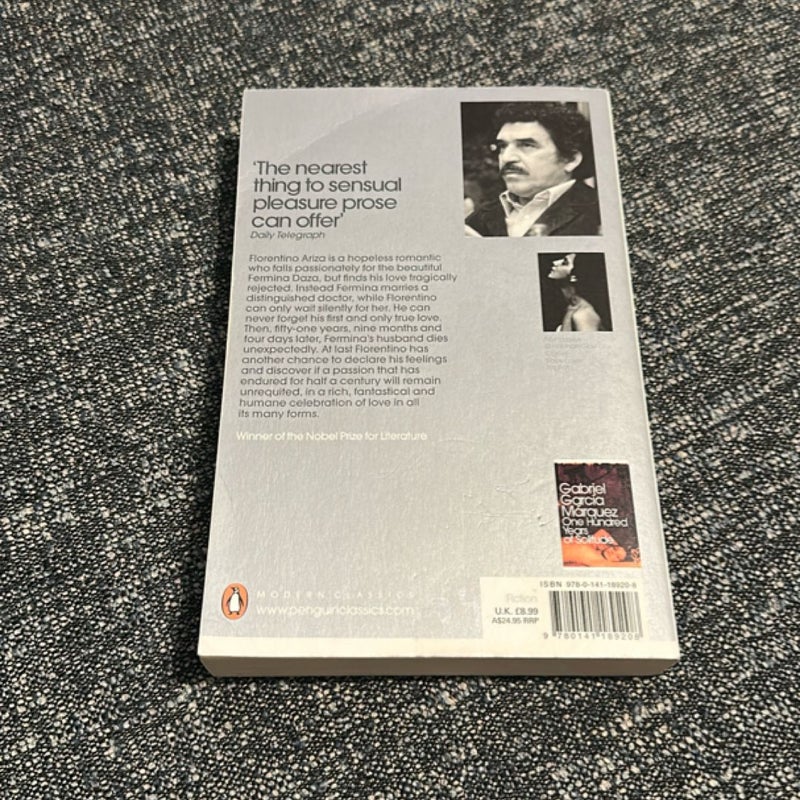 ‘The nearest
thing to sensual
pleasure prose
can offer’
Daily Telegraph
Florentino Ariza is a hopeless romantic
who falls passionately for the beautiful
Fermina Daza, but finds his love tragically
rejected. Instead Fermina marries a
distinguished doctor, while Florentino
can only wait silently for her. He can
never forget his first and only true love.
Then, fifty-one years, nine months and
four days later, Fermina's husband dies
unexpectedly. At last Florentino has
another chance to declare his feelings
and discover if a passion that has
endured for half a century will remain
unrequited, in a rich, fantastical and
humane celebration of love in all
its many forms.
Winner of the Nobel Prize for Literature
Gabriel
García
Márquez
One Hundred
Years
of Solitude
MODERN CLASSICS
www.penguinclassics.com
Fiction
U.K. £8.99
A$24.95 RRP
ISBN 978-0-141-18920-8
9 780141 189208